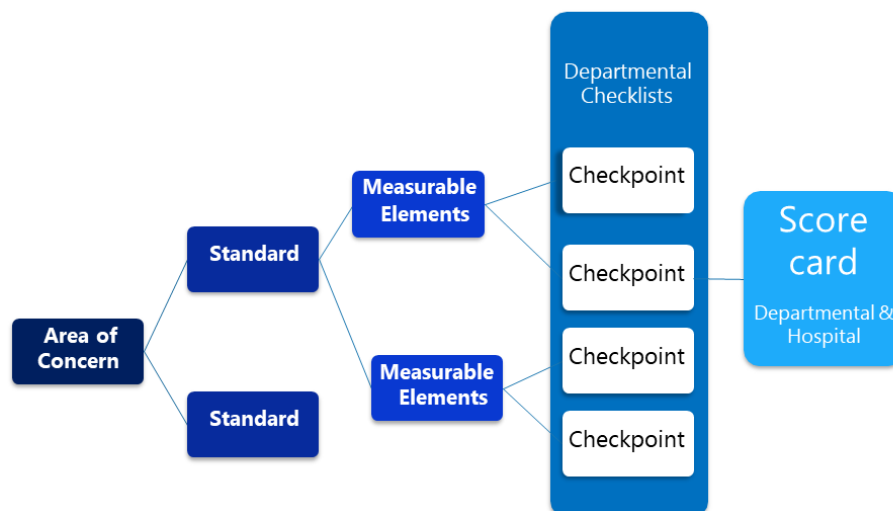 Area of
Concern
Standard
Standard
Measurable
Elements
Measurable
Elements
Departmental
Checklists
Checkpoint
Checkpoint
Checkpoint
Checkpoint
Score
card
Departmental &
Hospital